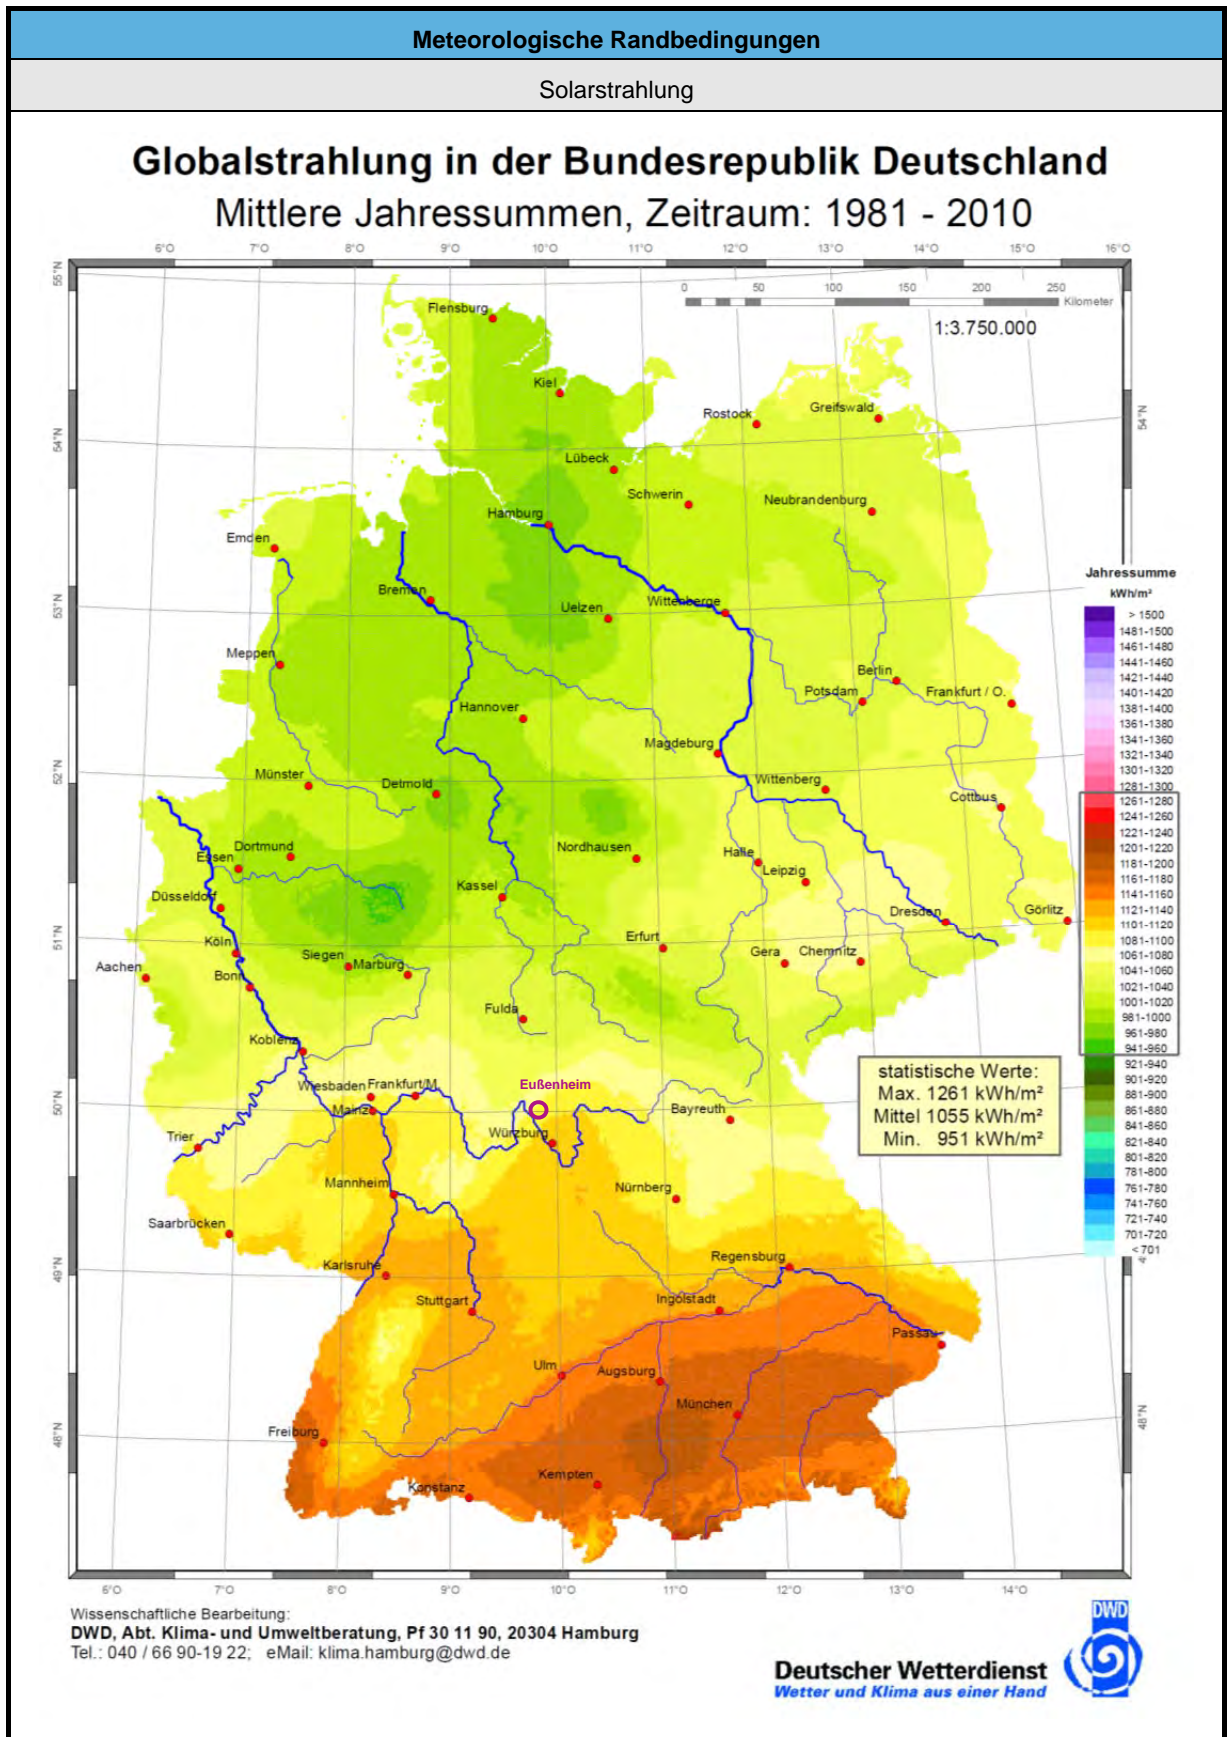 Meteorologische Randbedingungen
Solarstrahlung
Globalstrahlung in der Bundesrepublik Deutschland
Mittlere Jahressummen, Zeitraum: 1981 - 2010
6°O 7°O 8°O 9°O 10°O 11°O 12°O 13°O 14°O 15°O 16°O
55°N
0 50 100 150 200 250
Kilometer
1:3.750.000
Flensburg
Kiel
Rostock
Greifswald
54°N
54°N
Lübeck
Schwerin
Neubrandenburg
Hamburg
Emden
Bremen
Uelzen
Wittenberge
53°N
Meppen
Berlin
Potsdam
Frankfurt / O.
Hannover
Magdeburg
52°N
Münster
Detmold
Wittenberg
Cottbus
Dortmund
Essen
Nordhausen
Halle
Leipzig
Kassel
Düsseldorf
Dresden
Görlitz
Köln
51°N
Erfurt
Gera
Chemnitz
Siegen
Marburg
Aachen
Bonn
Fulda
Koblenz
Wiesbaden
Frankfurt/M.
Eußenheim
Mainz
50°N
Bayreuth
Trier
Würzburg
Mannheim
Nürnberg
Saarbrücken
Regensburg
Karlsruhe
49°N
Stuttgart
Ingolstadt
Passau
Ulm
Augsburg
München
48°N
48°N
Freiburg
Kempten
Konstanz
6°O 7°O 8°O 9°O 10°O 11°O 12°O 13°O 14°O
Jahressumme
kWh/m²
> 1500
1481-1500
1461-1480
1441-1460
1421-1440
1401-1420
1381-1400
1361-1380
1341-1360
1321-1340
1301-1320
1281-1300
1261-1280
1241-1260
1221-1240
1201-1220
1181-1200
1161-1180
1141-1160
1121-1140
1101-1120
1081-1100
1061-1080
1041-1060
1021-1040
1001-1020
981-1000
961-980
941-960
921-940
901-920
881-900
861-880
841-860
821-840
801-820
781-800
761-780
741-760
721-740
701-720
< 701
statistische Werte:
Max. 1261 kWh/m²
Mittel 1055 kWh/m²
Min. 951 kWh/m²
Wissenschaftliche Bearbeitung:
DWD, Abt. Klima- und Umweltberatung, Pf 30 11 90, 20304 Hamburg
Tel.: 040 / 66 90-19 22; eMail: klima.hamburg@dwd.de
DWD
Deutscher Wetterdienst
Wetter und Klima aus einer Hand